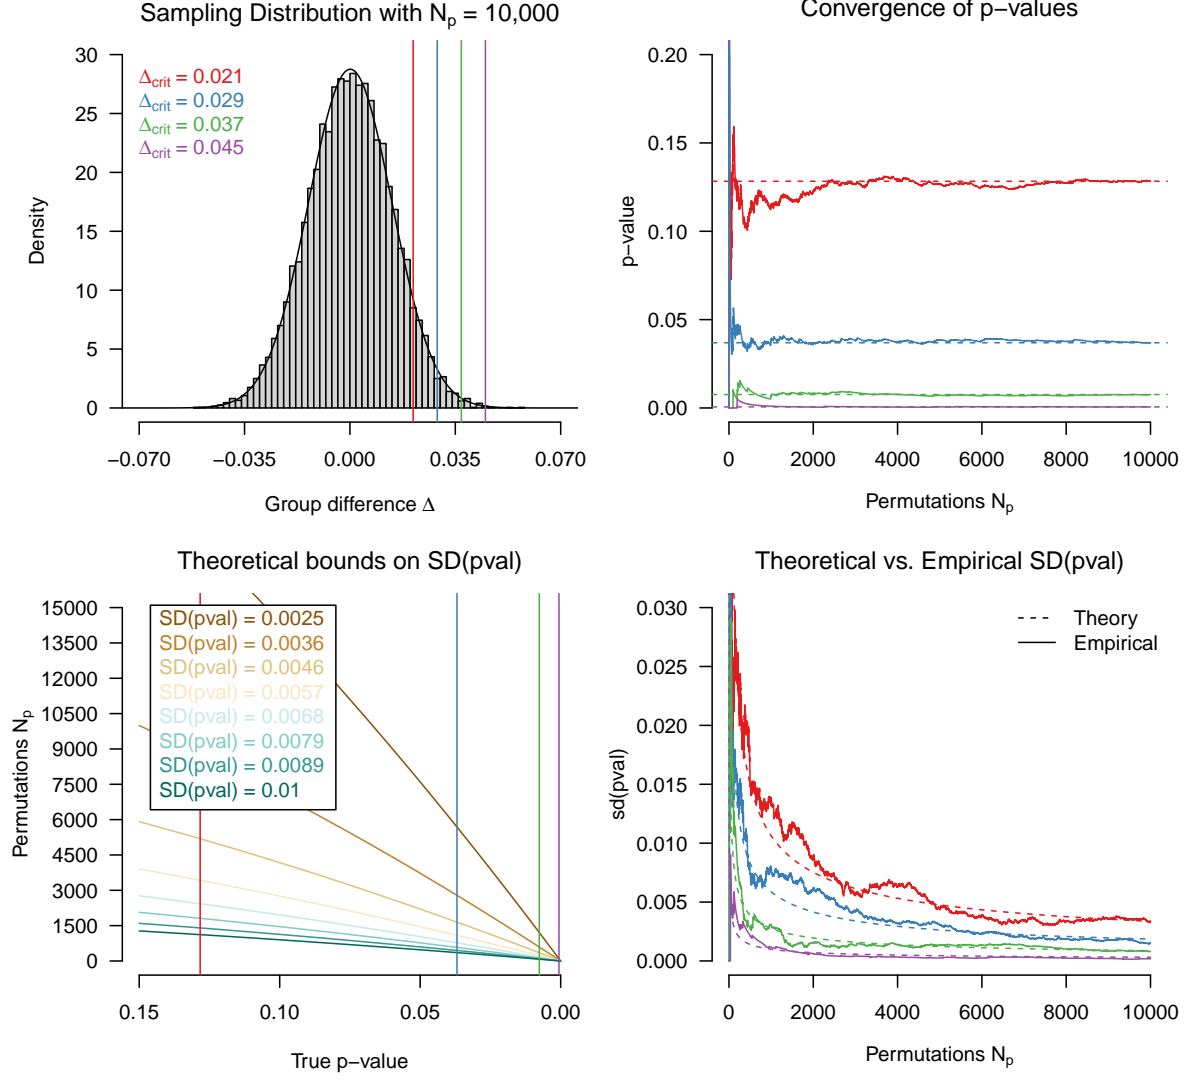 Sampling Distribution with Np = 10,000
30
25
20
15
10
5
0
Density
Δcrit = 0.021
Δcrit = 0.029
Δcrit = 0.037
Δcrit = 0.045
−0.070
−0.035
0.000
0.035
0.070
Group difference Δ
Convergence of p−values
0.20
0.15
0.10
0.05
0.00
p−value
0
2000
4000
6000
8000
10000
Permutations Np
Theoretical bounds on SD(pval)
15000
13500
12000
10500
9000
7500
6000
4500
3000
1500
0
Permutations Np
SD(pval) = 0.0025
SD(pval) = 0.0036
SD(pval) = 0.0046
SD(pval) = 0.0057
SD(pval) = 0.0068
SD(pval) = 0.0079
SD(pval) = 0.0089
SD(pval) = 0.01
0.15
0.10
0.05
0.00
True p−value
Theoretical vs. Empirical SD(pval)
0.030
0.025
0.020
0.015
0.010
0.005
0.000
sd(pval)
Theory
Empirical
0
2000
4000
6000
8000
10000
Permutations Np